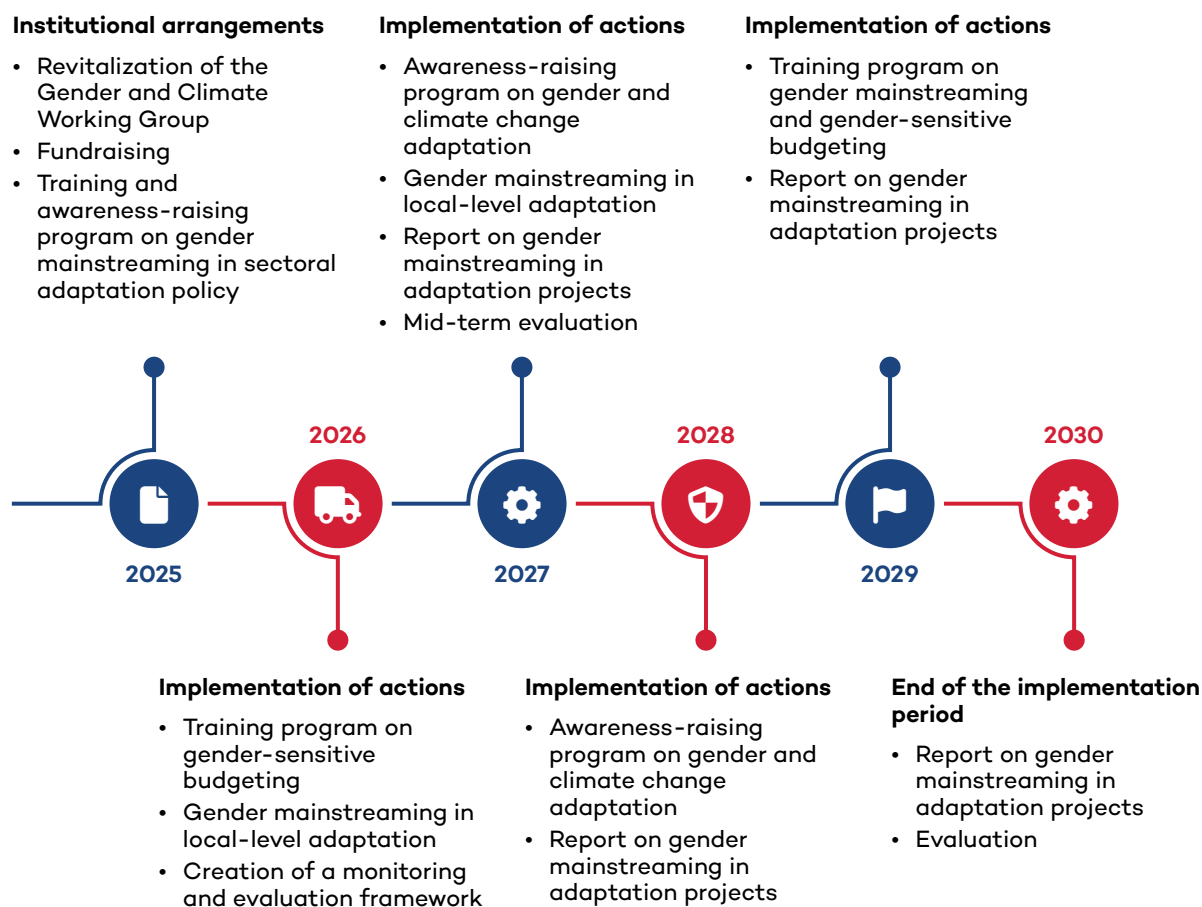 Institutional arrangements
• Revitalization of the
Gender and Climate
Working Group
• Fundraising
• Training and
awareness-raising
program on gender
mainstreaming in sectoral
adaptation policy
Implementation of actions
• Awareness-raising
program on gender and
climate change
adaptation
• Gender mainstreaming in
local-level adaptation
• Report on gender
mainstreaming in
adaptation projects
• Mid-term evaluation
Implementation of actions
• Training program on
gender mainstreaming
and gender-sensitive
budgeting
• Report on gender
mainstreaming in
adaptation projects
2025
2026
2027
2028
2029
2030
Implementation of actions
• Training program on
gender-sensitive
budgeting
• Gender mainstreaming in
local-level adaptation
• Creation of a monitoring
and evaluation framework
Implementation of actions
• Awareness-raising
program on gender and
climate change
adaptation
• Report on gender
mainstreaming in
adaptation projects
End of the implementation
period
• Report on gender
mainstreaming in
adaptation projects
• Evaluation